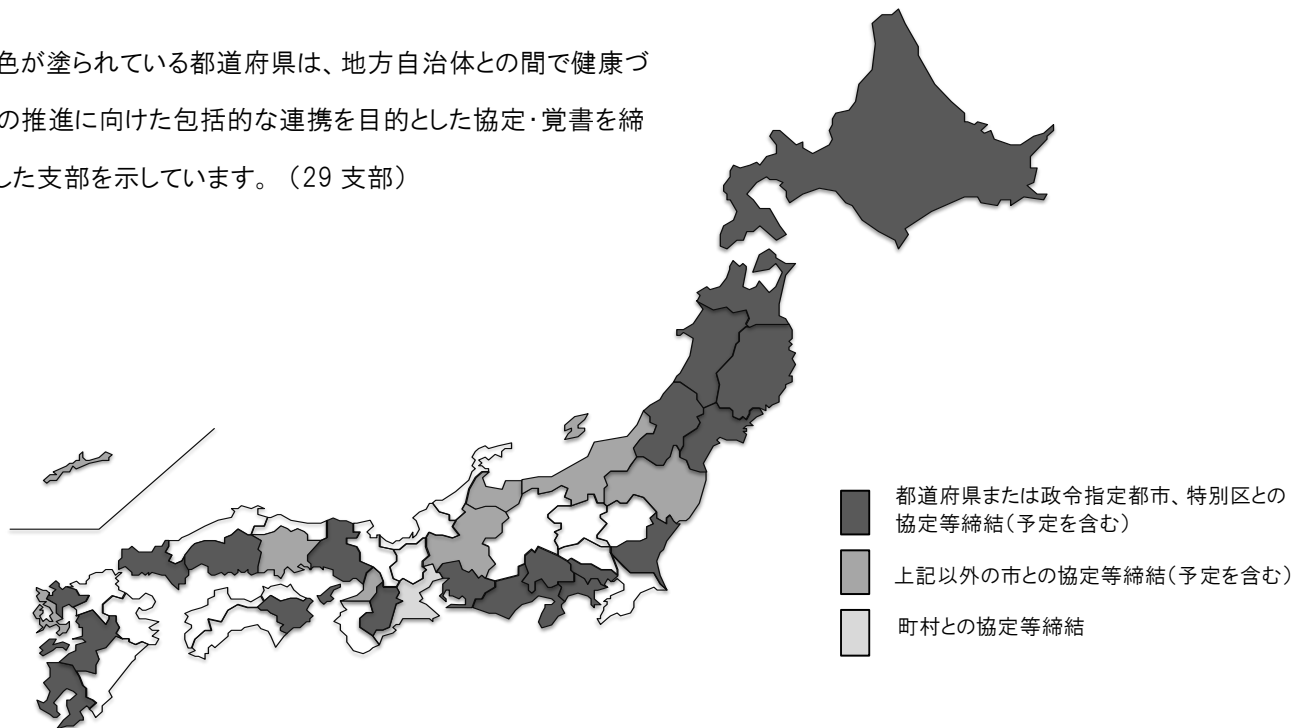 色が塗られている都道府県は、地方自治体との間で健康づ
の推進に向けた包括的な連携を目的とした協定・覚書を締
した支部を示しています。（29 支部）
都道府県または政令指定都市、特別区との
協定等締結（予定を含む）
上記以外の市との協定等締結（予定を含む）
町村との協定等締結